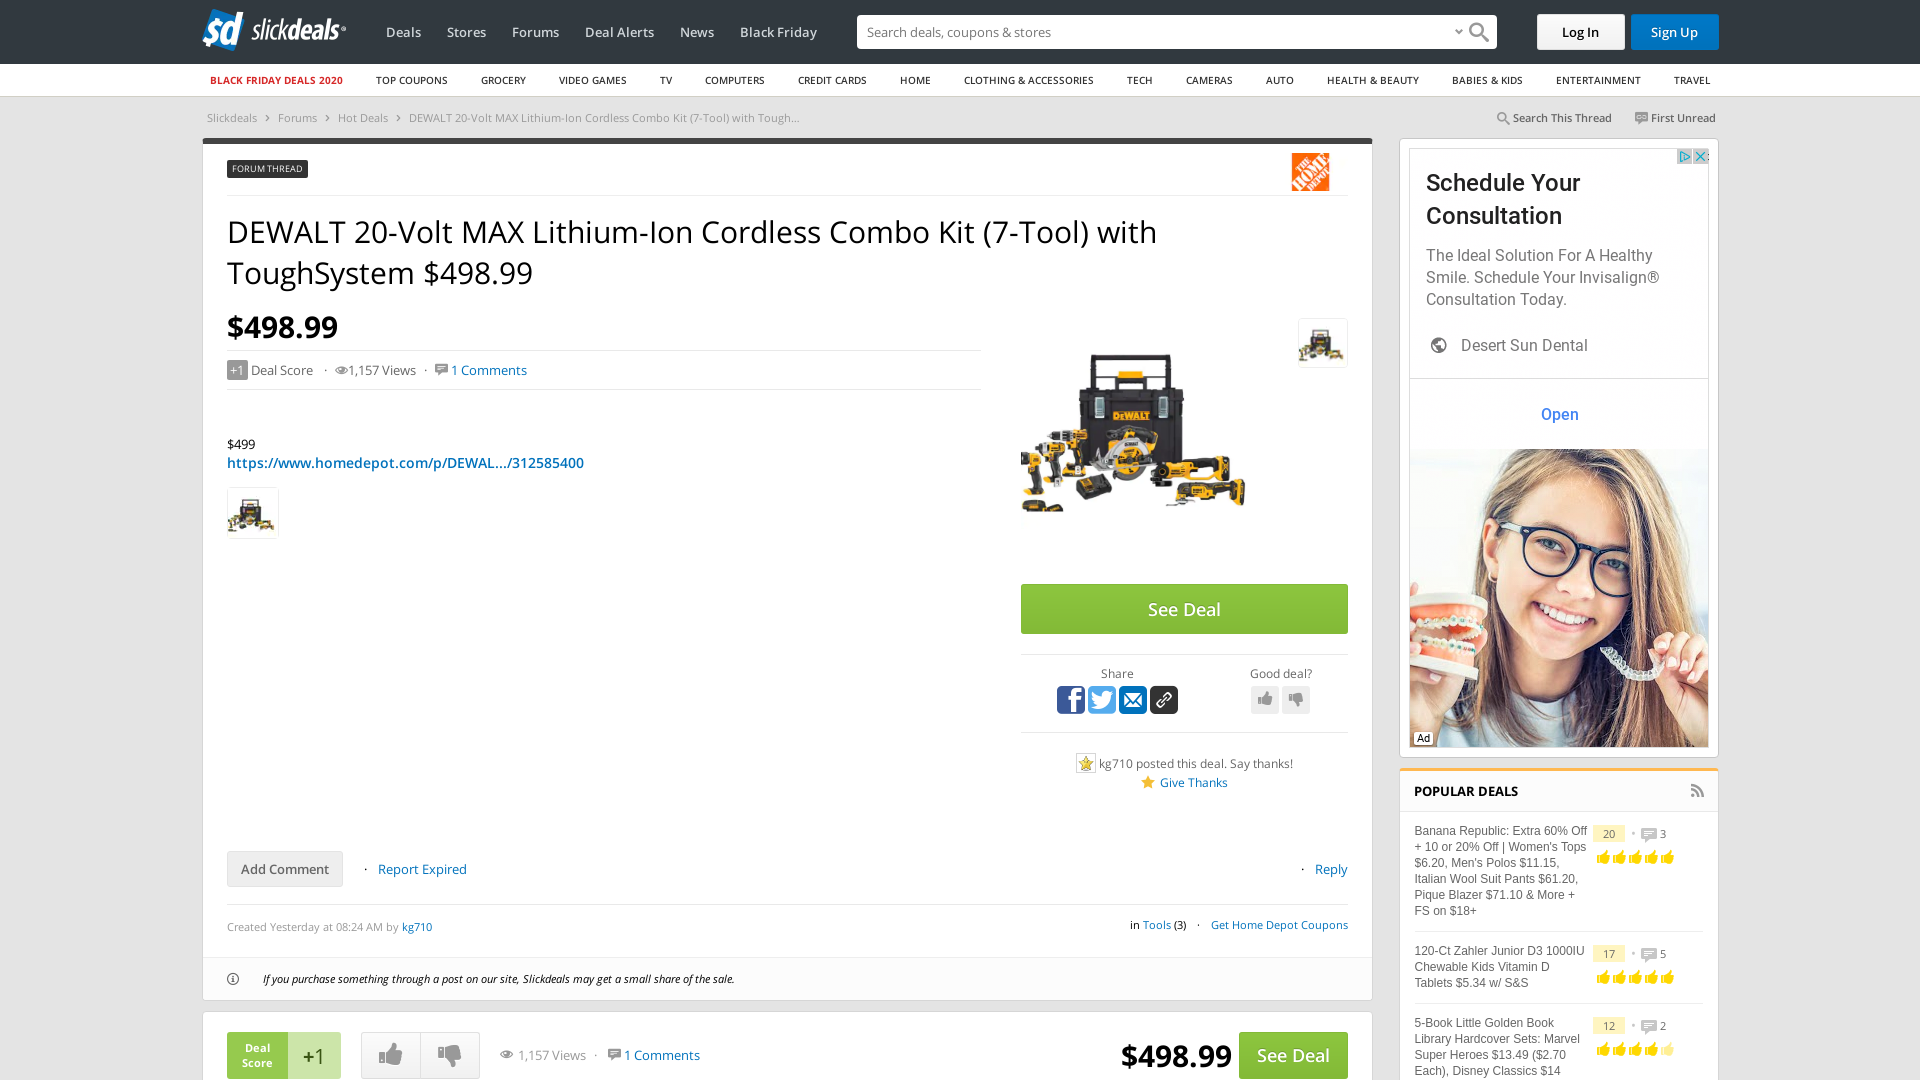 sd slickdeals®
Deals
Stores
Forums
Deal Alerts
News
Black Friday
Search deals, coupons & stores
Log In
Sign Up
BLACK FRIDAY DEALS 2020
TOP COUPONS
GROCERY
VIDEO GAMES
TV
COMPUTERS
CREDIT CARDS
HOME
CLOTHING & ACCESSORIES
TECH
CAMERAS
AUTO
HEALTH & BEAUTY
BABIES & KIDS
ENTERTAINMENT
TRAVEL
Slickdeals › Forums › Hot Deals › DEWALT 20-Volt MAX Lithium-Ion Cordless Combo Kit (7-Tool) with Tough...
Search This Thread
First Unread
FORUM THREAD
THE HOME DEPOT
DEWALT 20-Volt MAX Lithium-Ion Cordless Combo Kit (7-Tool) with
ToughSystem $498.99
$498.99
+1 Deal Score · 1,157 Views · 1 Comments
$499
https://www.homedepot.com/p/DEWAL.../312585400
DEWALT
See Deal
Share
Good deal?
kg710 posted this deal. Say thanks!
Give Thanks
Add Comment
· Report Expired
· Reply
Created Yesterday at 08:24 AM by kg710
in Tools (3) · Get Home Depot Coupons
If you purchase something through a post on our site, Slickdeals may get a small share of the sale.
Deal
Score
+1
1,157 Views · 1 Comments
$498.99
See Deal
Schedule Your
Consultation
The Ideal Solution For A Healthy
Smile. Schedule Your Invisalign®
Consultation Today.
Desert Sun Dental
Open
Ad
POPULAR DEALS
Banana Republic: Extra 60% Off
+ 10 or 20% Off | Women's Tops
$6.20, Men's Polos $11.15,
Italian Wool Suit Pants $61.20,
Pique Blazer $71.10 & More +
FS on $18+
20 • 3
120-Ct Zahler Junior D3 1000IU
Chewable Kids Vitamin D
Tablets $5.34 w/ S&S
17 • 5
5-Book Little Golden Book
Library Hardcover Sets: Marvel
Super Heroes $13.49 ($2.70
Each), Disney Classics $14
12 • 2